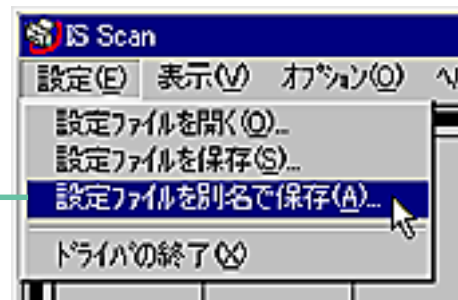 IS Scan
設定(E) 表示(V) ｵﾌﾟｼｮﾝ(O) ﾍ
設定ﾌｧｲﾙを開く(O)...
設定ﾌｧｲﾙを保存(S)...
設定ﾌｧｲﾙを別名で保存(A)...
ﾄﾞﾗｲﾊﾞの終了(X)